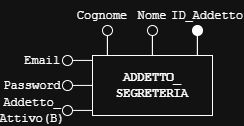 Cognome Nome ID_Addetto
Email
Password
Addetto_
Attivo(B)
ADDETTO_
SEGRETERIA